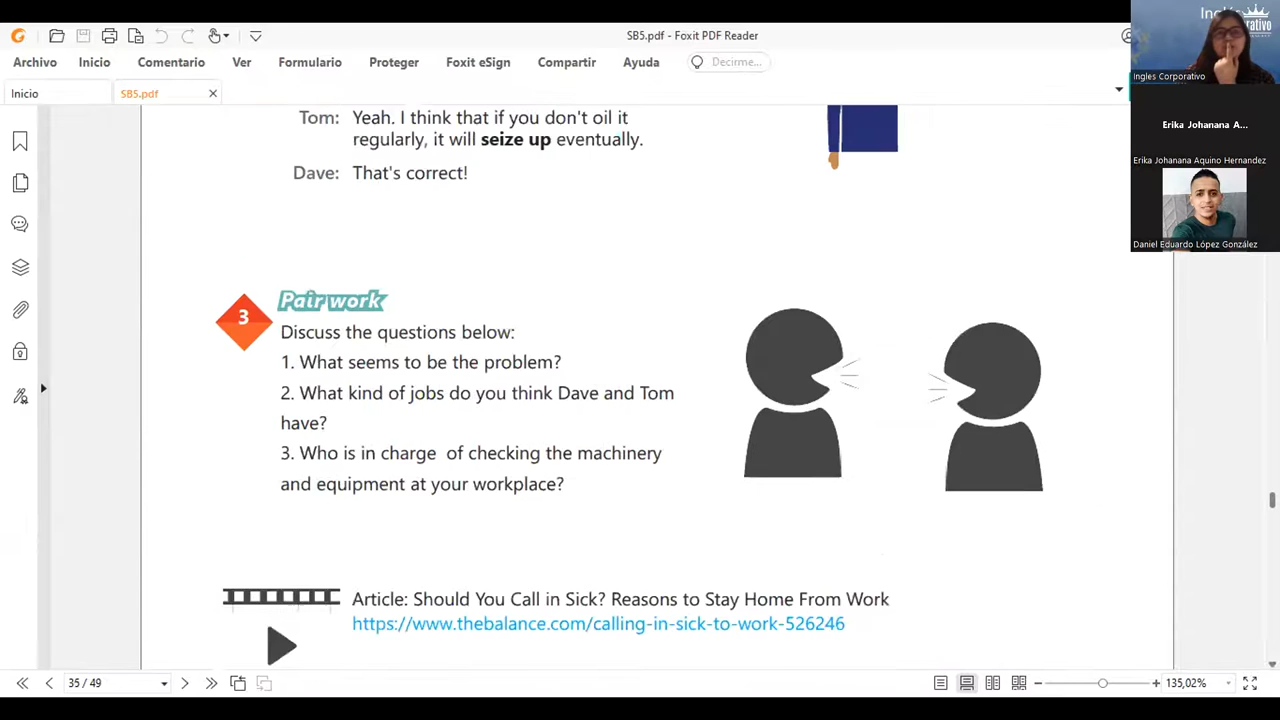 SB5.pdf - Foxit PDF Reader
Archivo Inicio Comentario Ver Formulario Proteger Foxit eSign Compartir Ayuda Decirme...
Inicio SB5.pdf
Tom: Yeah. I think that if you don't oil it
regularly, it will seize up eventually.
Dave: That's correct!
3
Pair work
Discuss the questions below:
1. What seems to be the problem?
2. What kind of jobs do you think Dave and Tom
have?
3. Who is in charge of checking the machinery
and equipment at your workplace?
Article: Should You Call in Sick? Reasons to Stay Home From Work
https://www.thebalance.com/calling-in-sick-to-work-526246
35 / 49
135,02%
Ingles Corporativo
Erika Johanana A...
Erika Johanana Aquino Hernandez
Daniel Eduardo López González